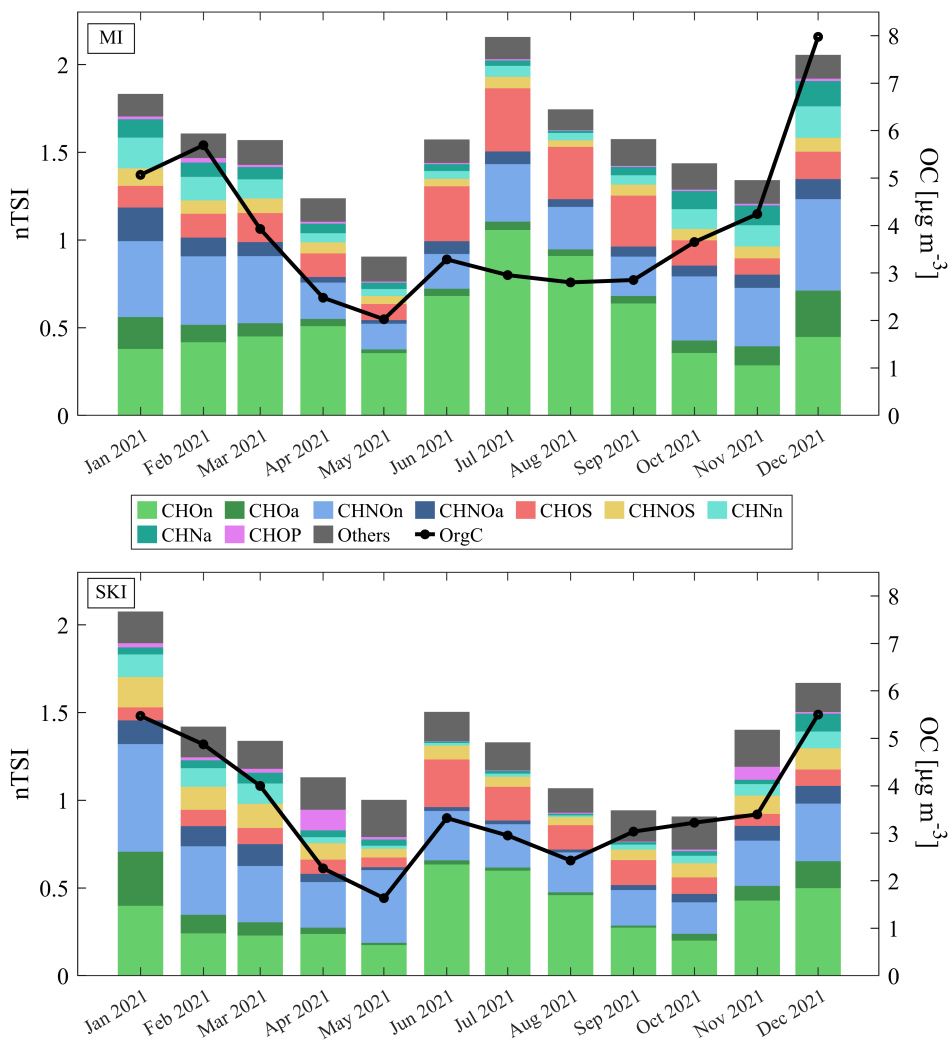 MI
nTSI
2
1.5
1
0.5
0
8
7
6
5
4
3
2
1
0
OC [µg m⁻³]
Jan 2021
Feb 2021
Mar 2021
Apr 2021
May 2021
Jun 2021
Jul 2021
Aug 2021
Sep 2021
Oct 2021
Nov 2021
Dec 2021
CHOn CHOa CHNOn CHNOa CHOS CHNOS CHNn
CHNa CHOP Others OrgC
SKI
nTSI
2
1.5
1
0.5
0
8
7
6
5
4
3
2
1
0
OC [µg m⁻³]
Jan 2021
Feb 2021
Mar 2021
Apr 2021
May 2021
Jun 2021
Jul 2021
Aug 2021
Sep 2021
Oct 2021
Nov 2021
Dec 2021